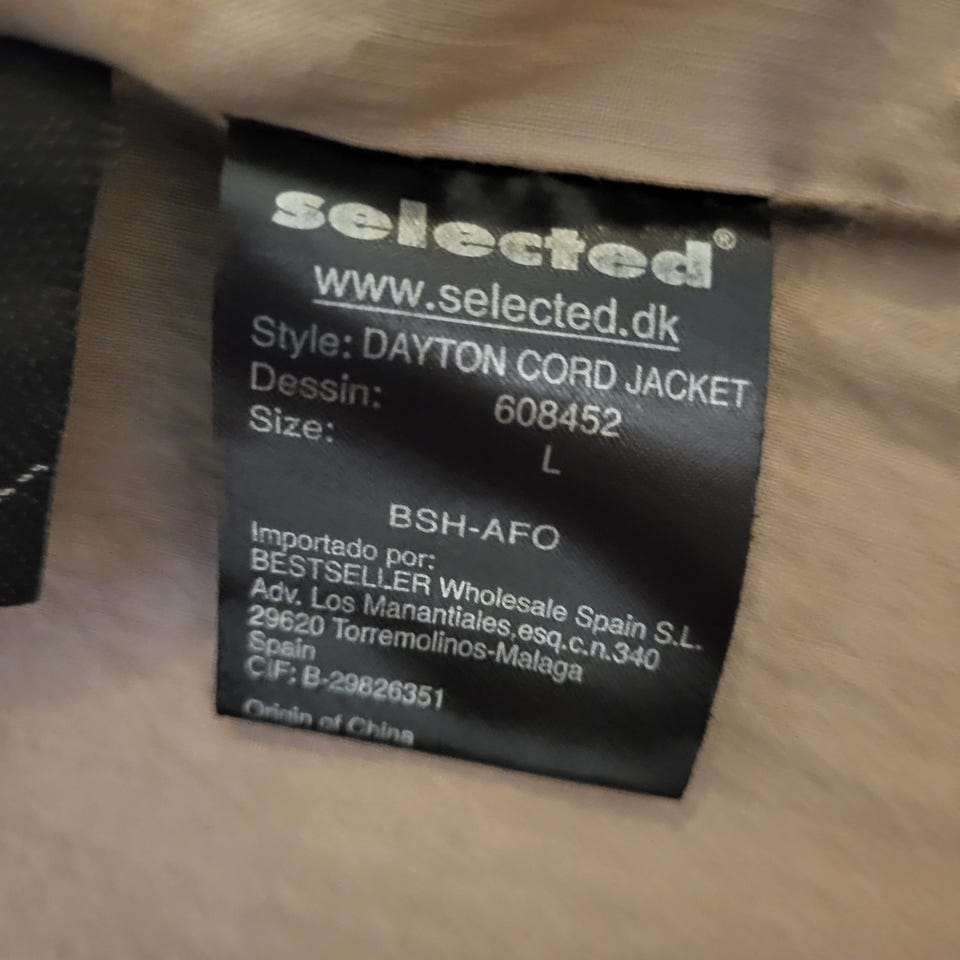 selected®
www.selected.dk
Style: DAYTON CORD JACKET
Dessin: 608452
Size: L
BSH-AFO
Importado por:
BESTSELLER Wholesale Spain S.L.
Adv. Los Manantiales,esq.c.n.340
29620 Torremolinos-Malaga
Spain
CIF: B-29826351
Origin of China